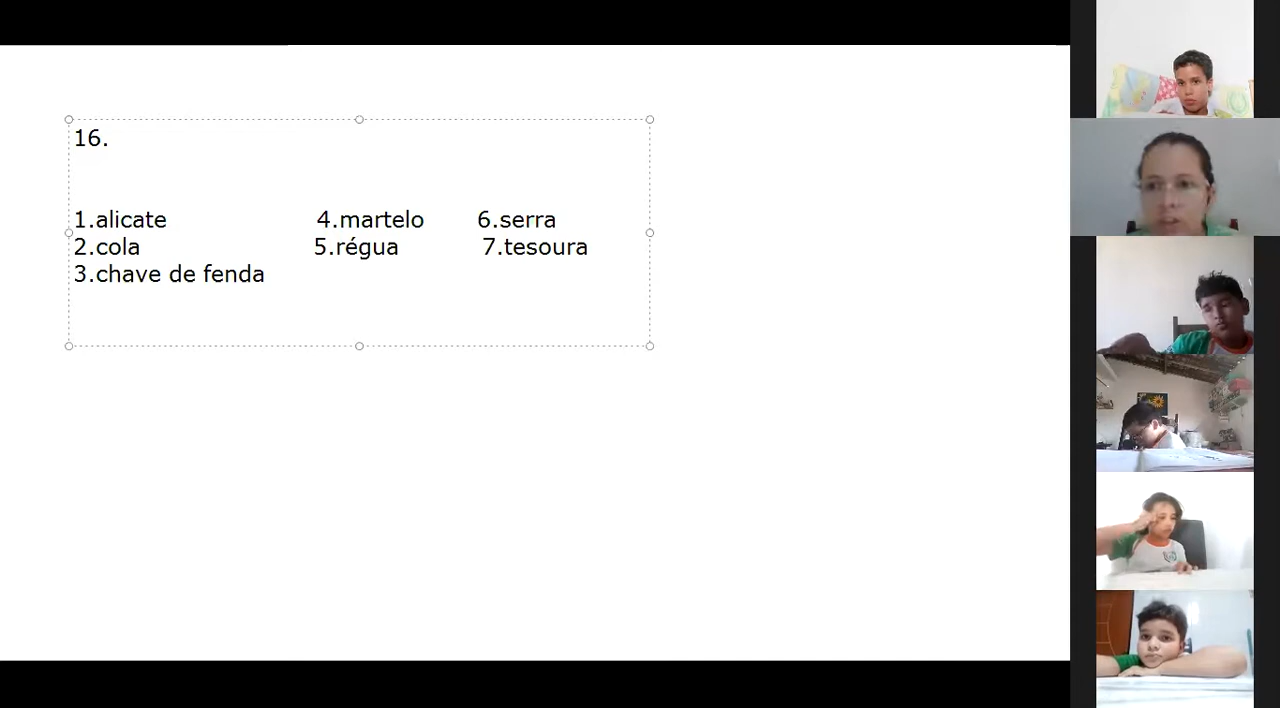 16.
1.alicate 4.martelo 6.serra
2.cola 5.régua 7.tesoura
3.chave de fenda